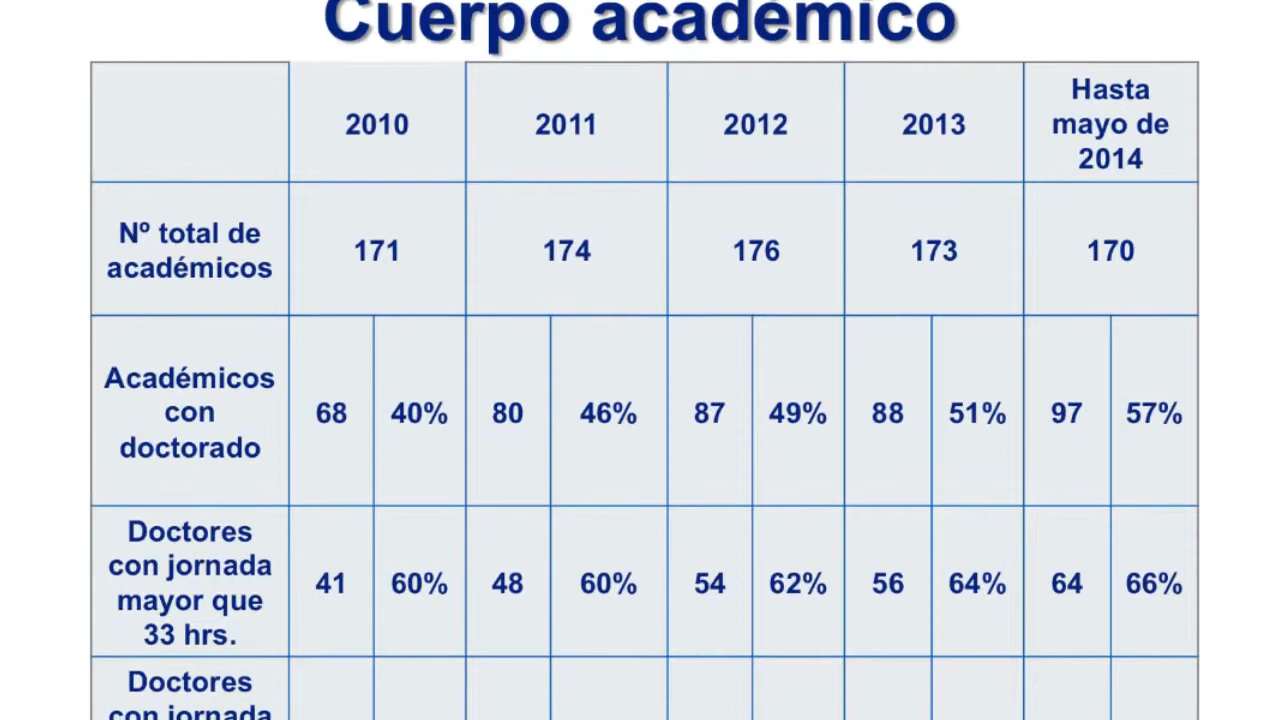 Cuerpo académico
2010 2011 2012 2013 Hasta mayo de 2014
Nº total de académicos 171 174 176 173 170
Académicos con doctorado 68 40% 80 46% 87 49% 88 51% 97 57%
Doctores con jornada mayor que 33 hrs. 41 60% 48 60% 54 62% 56 64% 64 66%
Doctores con jornada